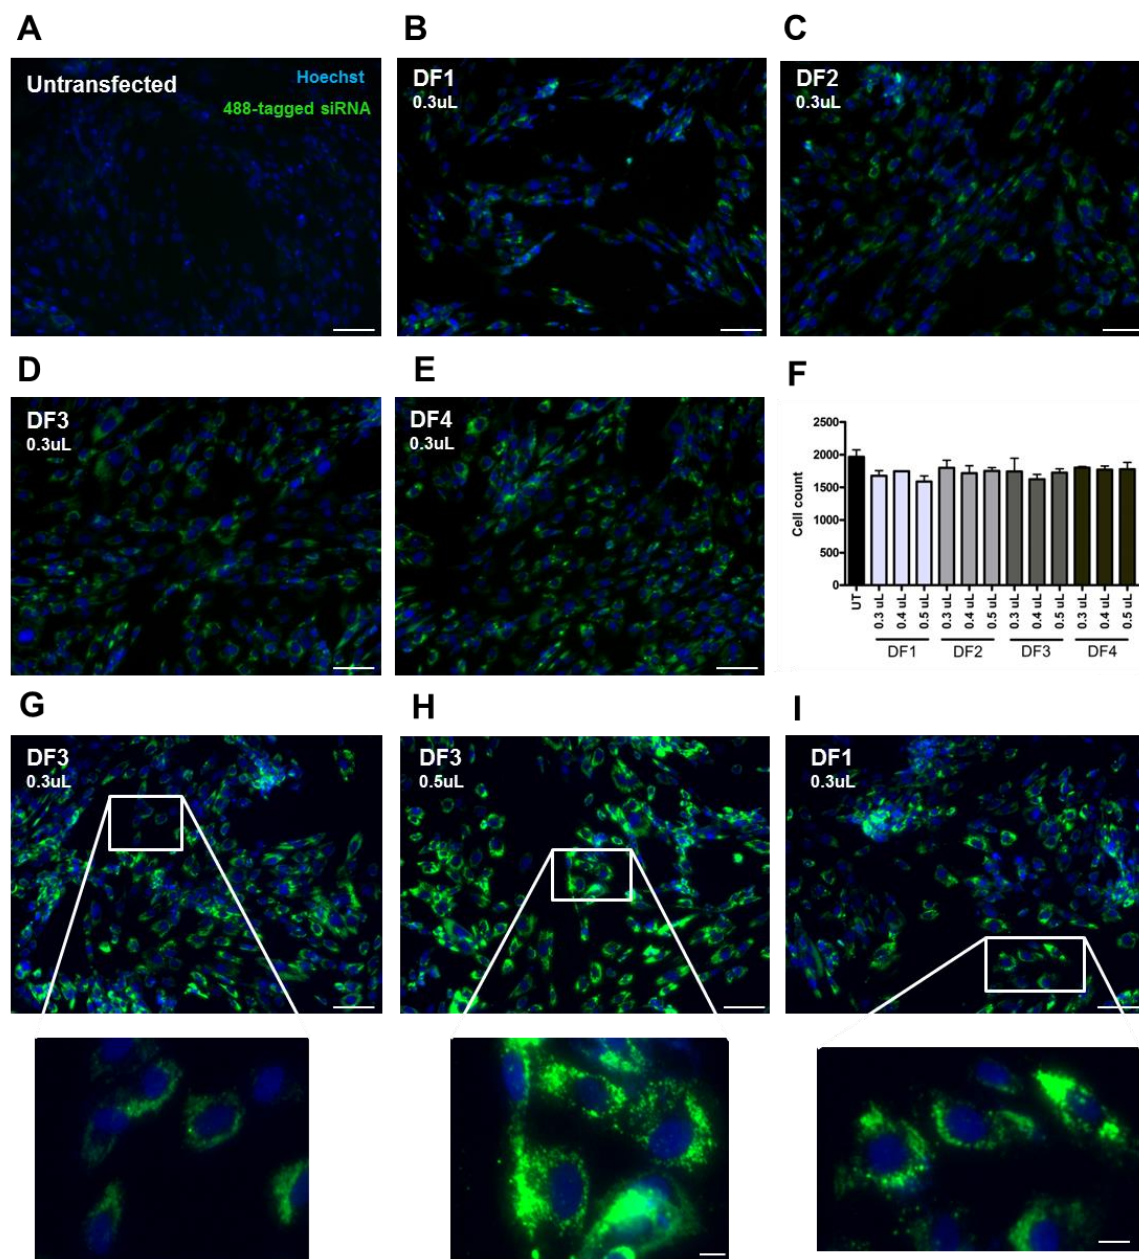 A
B
C
Untransfected
Hoechst
488-tagged siRNA
DF1
0.3uL
DF2
0.3uL
D
E
F
DF3
0.3uL
DF4
0.3uL
2500
2000
1500
1000
500
0
Cell count
UT
0.3 uL
0.4 uL
0.5 uL
0.3 uL
0.4 uL
0.5 uL
0.3 uL
0.4 uL
0.5 uL
0.3 uL
0.4 uL
0.5 uL
DF1
DF2
DF3
DF4
G
H
I
DF3
0.3uL
DF3
0.5uL
DF1
0.3uL